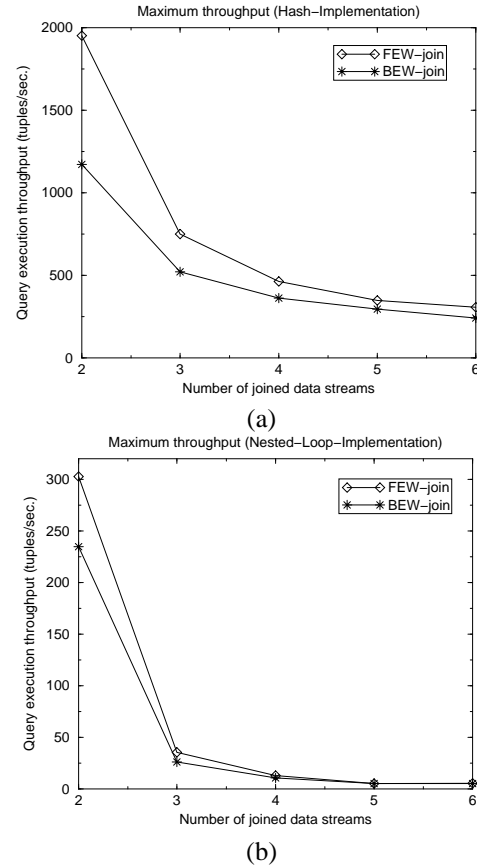 Maximum throughput (Hash−Implementation)
2000
1500
1000
500
0
Query execution throughput (tuples/sec.)
FEW−join
BEW−join
2 3 4 5 6
Number of joined data streams
(a)
Maximum throughput (Nested−Loop−Implementation)
300
250
200
150
100
50
0
Query execution throughput (tuples/sec.)
FEW−join
BEW−join
2 3 4 5 6
Number of joined data streams
(b)